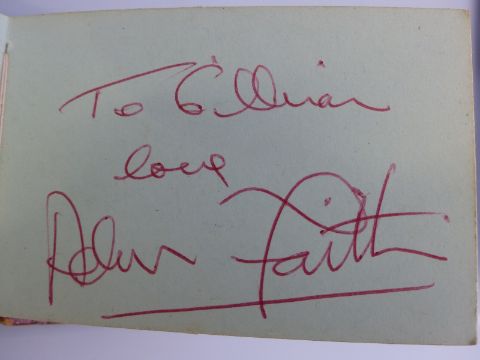 To Gillian
love
Adam Faith